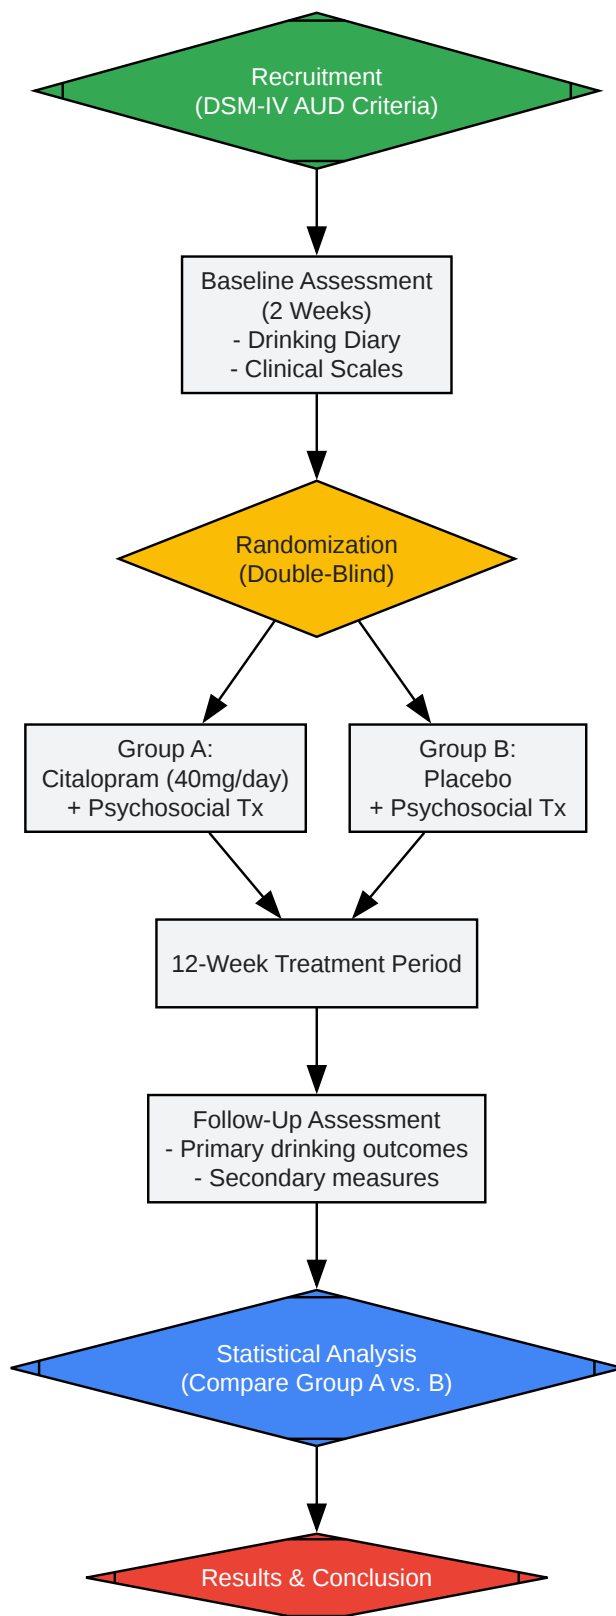 Recruitment
(DSM-IV AUD Criteria)
Baseline Assessment
(2 Weeks)
- Drinking Diary
- Clinical Scales
Randomization
(Double-Blind)
Group A:
Citalopram (40mg/day)
+ Psychosocial Tx
Group B:
Placebo
+ Psychosocial Tx
12-Week Treatment Period
Follow-Up Assessment
- Primary drinking outcomes
- Secondary measures
Statistical Analysis
(Compare Group A vs. B)
Results & Conclusion